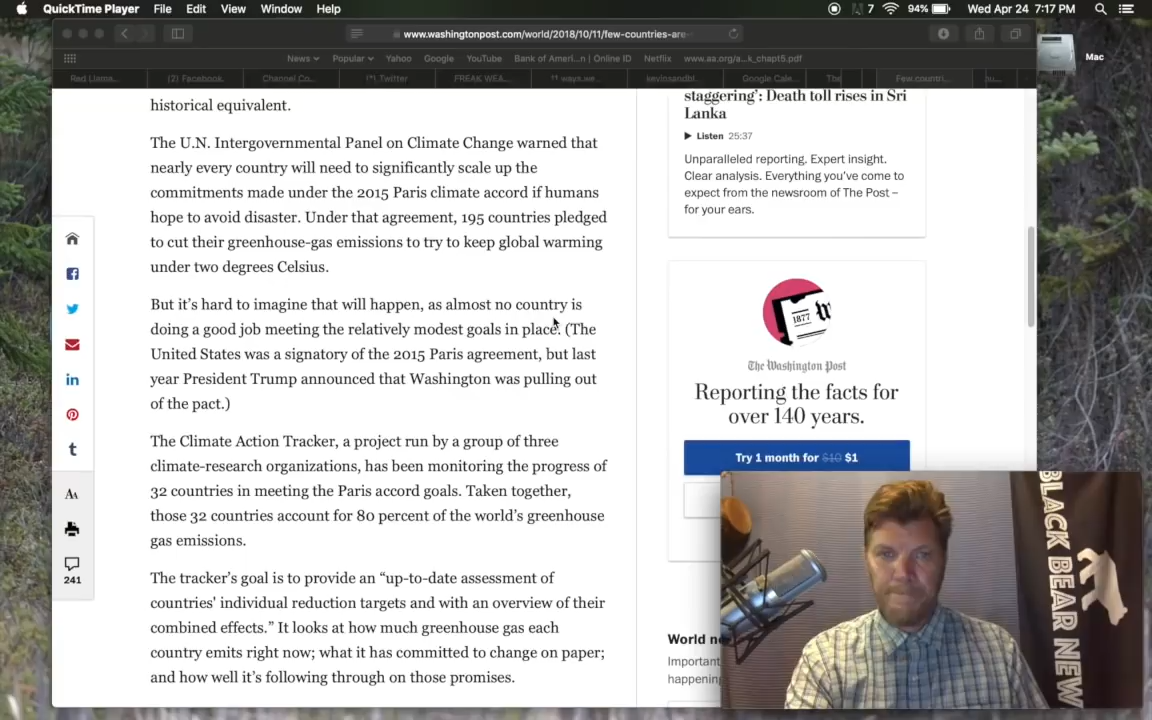 QuickTime Player File Edit View Window Help
7 94% Wed Apr 24 7:17 PM
www.washingtonpost.com/world/2018/10/11/few-countries-are-
News Popular Yahoo Google YouTube Bank of Ameri...n | Online ID Netflix www.aa.org/a...k_chapt5.pdf
Red Llama... (2) Facebook. Channel Co... (*) Twitter FREAK WEA... 11 ways we... kevlosandbl... Google Cale... The Few countri...
Mac
historical equivalent.
The U.N. Intergovernmental Panel on Climate Change warned that
nearly every country will need to significantly scale up the
commitments made under the 2015 Paris climate accord if humans
hope to avoid disaster. Under that agreement, 195 countries pledged
to cut their greenhouse-gas emissions to try to keep global warming
under two degrees Celsius.
But it's hard to imagine that will happen, as almost no country is
doing a good job meeting the relatively modest goals in place. (The
United States was a signatory of the 2015 Paris agreement, but last
year President Trump announced that Washington was pulling out
of the pact.)
The Climate Action Tracker, a project run by a group of three
climate-research organizations, has been monitoring the progress of
32 countries in meeting the Paris accord goals. Taken together,
those 32 countries account for 80 percent of the world's greenhouse
gas emissions.
The tracker's goal is to provide an “up-to-date assessment of
countries' individual reduction targets and with an overview of their
combined effects.” It looks at how much greenhouse gas each
country emits right now; what it has committed to change on paper;
and how well it's following through on those promises.
AA
241
staggering’: Death toll rises in Sri
Lanka
Listen 25:37
Unparalleled reporting. Expert insight.
Clear analysis. Everything you've come to
expect from the newsroom of The Post –
for your ears.
1877
The Washington Post
Reporting the facts for
over 140 years.
Try 1 month for $10 $1
World ne
Important
happening
BLACK BEAR NEW